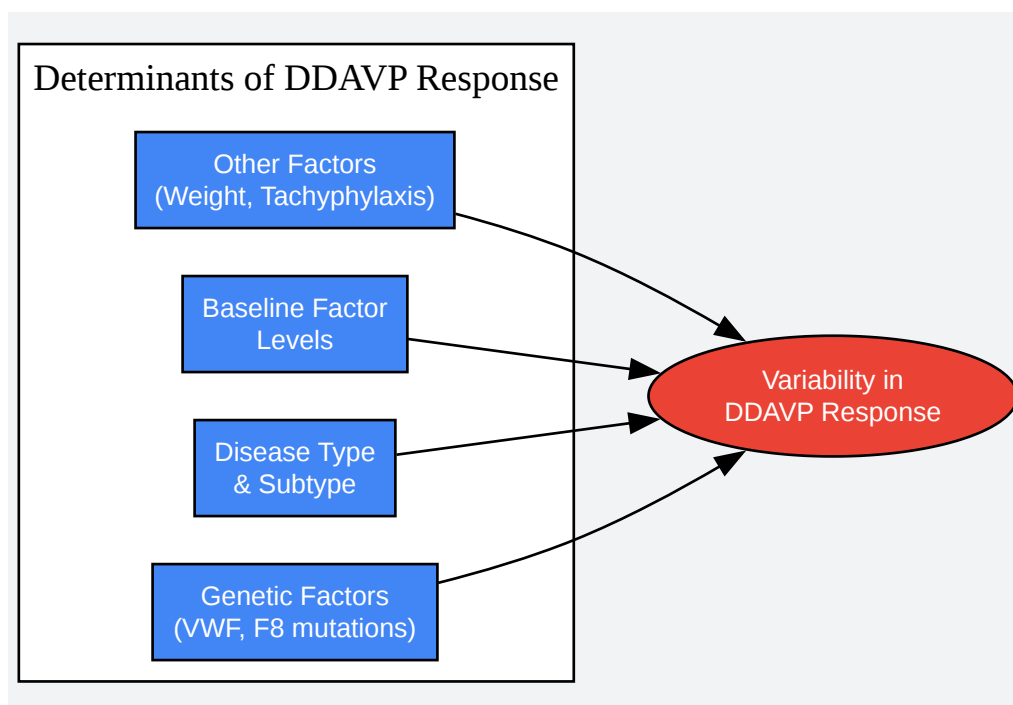 Determinants of DDAVP Response
Other Factors
(Weight, Tachyphylaxis)
Baseline Factor
Levels
Disease Type
& Subtype
Genetic Factors
(VWF, F8 mutations)
Variability in
DDAVP Response